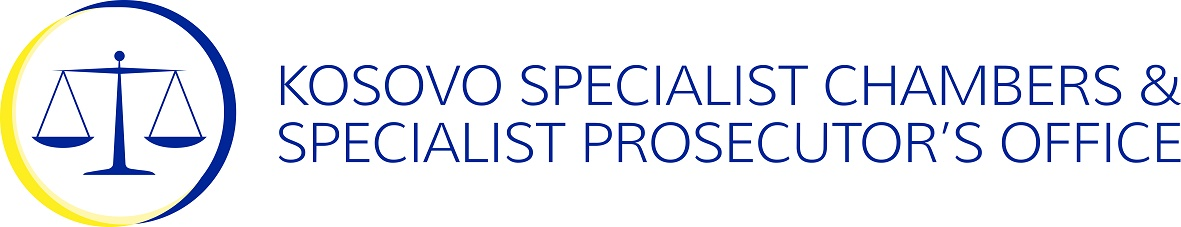 KOSOVO SPECIALIST CHAMBERS &
SPECIALIST PROSECUTOR’S OFFICE